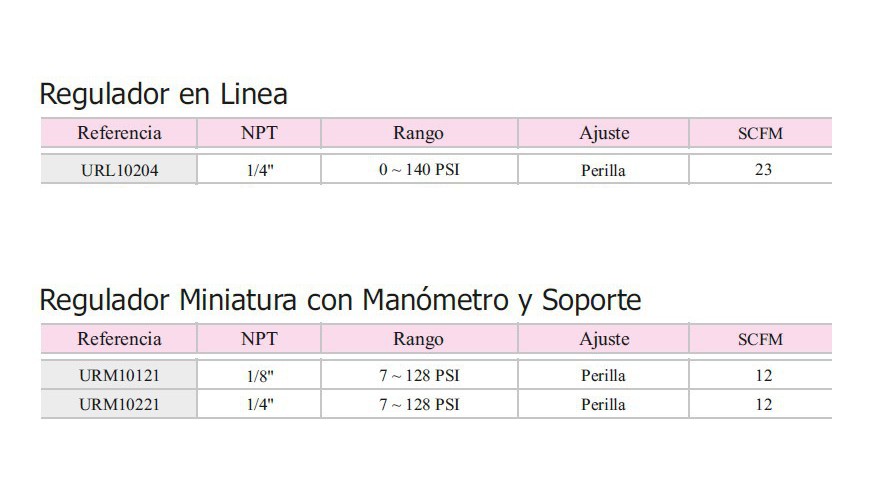 Regulador en Linea
Referencia NPT Rango Ajuste SCFM
URL10204 1/4" 0 ~ 140 PSI Perilla 23
Regulador Miniatura con Manómetro y Soporte
Referencia NPT Rango Ajuste SCFM
URM10121 1/8" 7 ~ 128 PSI Perilla 12
URM10221 1/4" 7 ~ 128 PSI Perilla 12